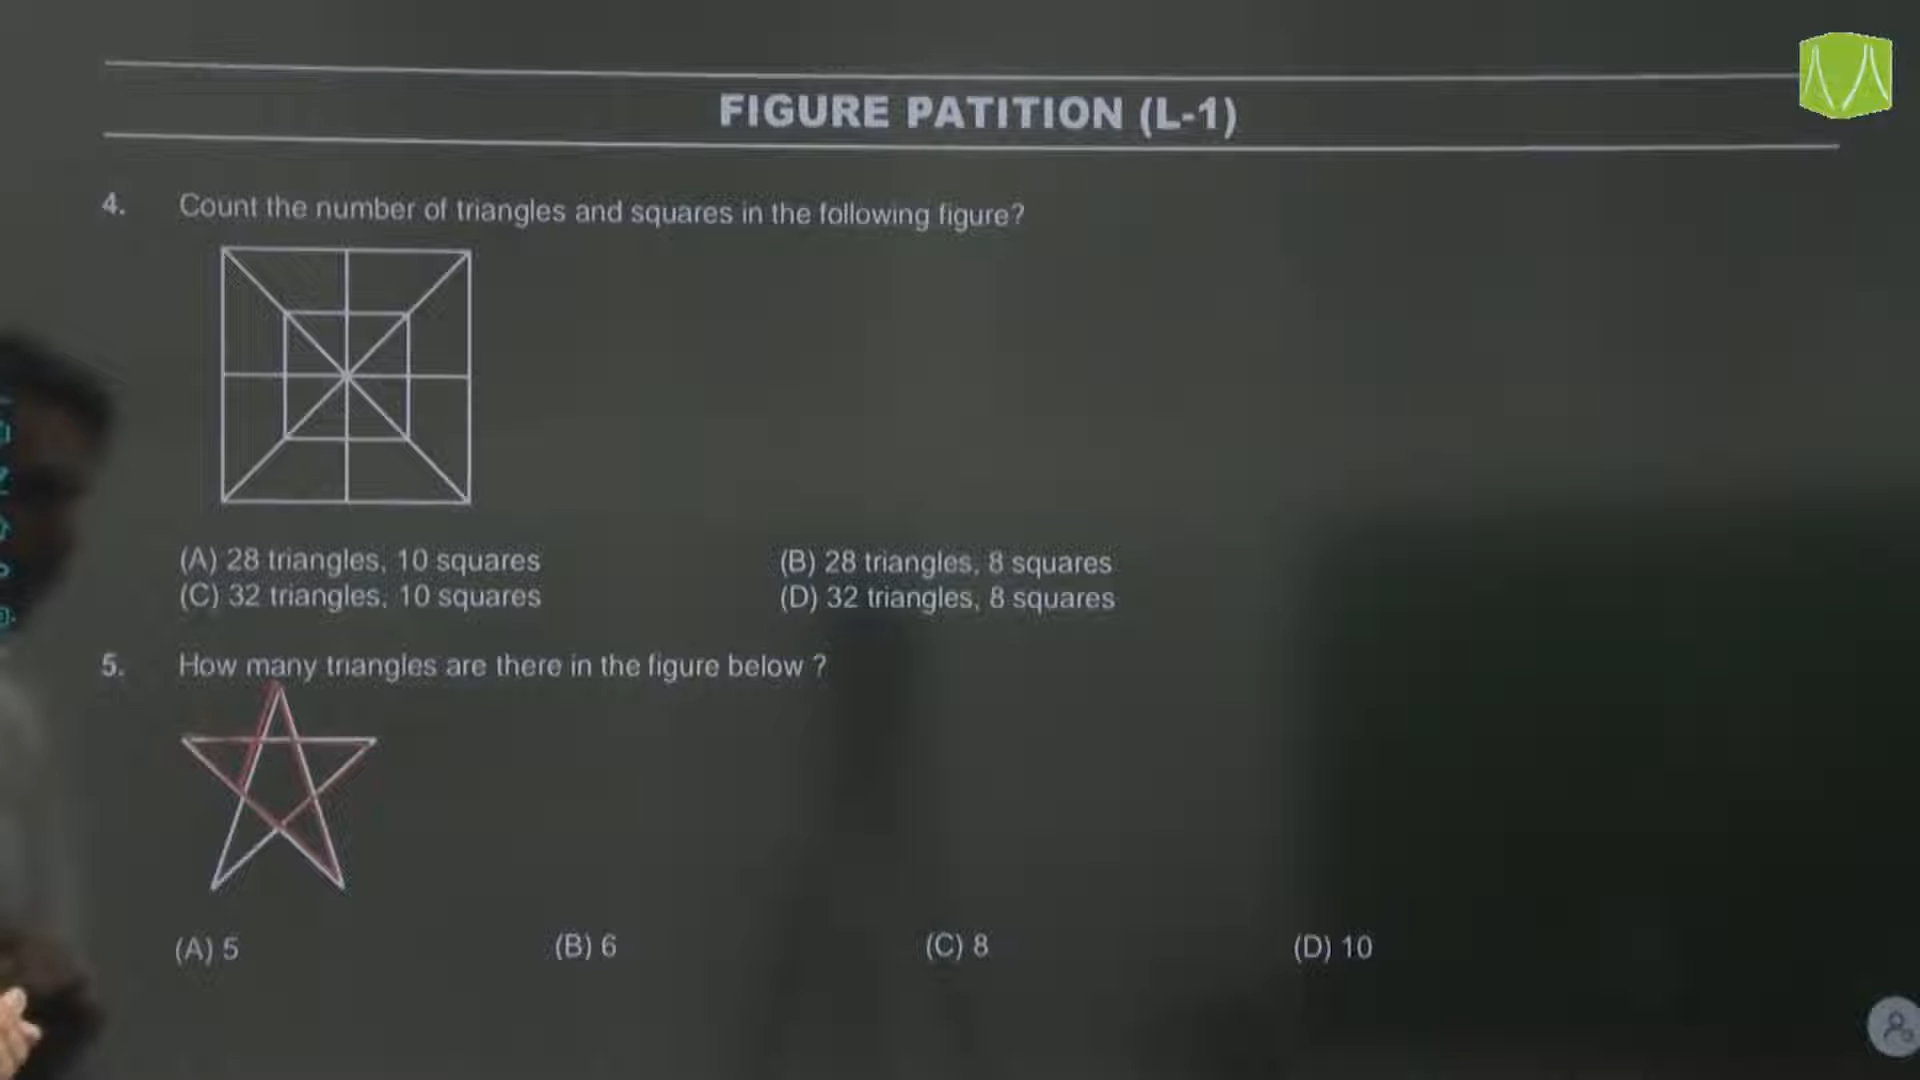 FIGURE PATITION (L-1)
4. Count the number of triangles and squares in the following figure?
(A) 28 triangles, 10 squares (B) 28 triangles, 8 squares
(C) 32 triangles, 10 squares (D) 32 triangles, 8 squares
5. How many triangles are there in the figure below ?
(A) 5 (B) 6 (C) 8 (D) 10